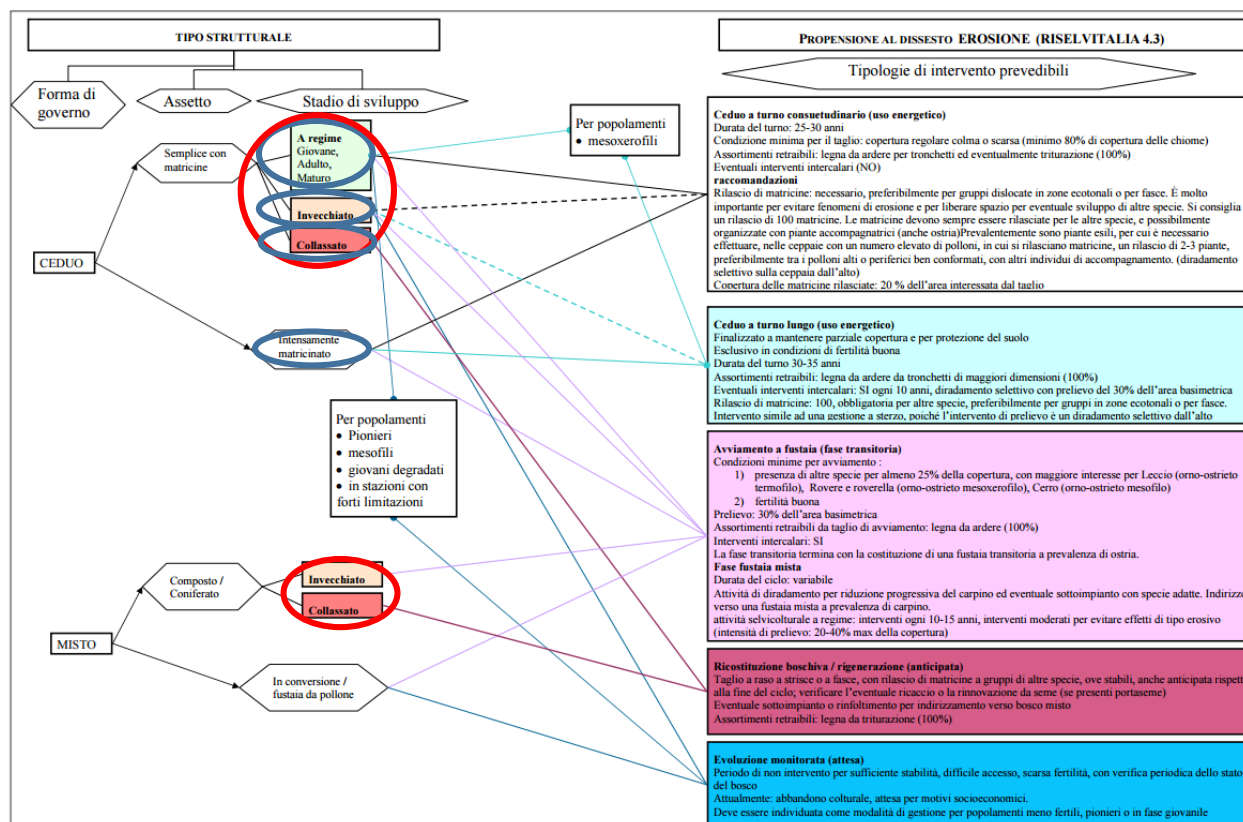 TIPO STRUTTURALE
Forma di
governo
Assetto
Stadio di sviluppo
Semplice con
matricine
A regime
Giovane,
Adulto,
Maturo
Invecchiato
Collassato
CEDUO
Intensamente
matricinato
Per popolamenti
• mesoxerofili
Per popolamenti
• Pionieri
• mesofili
• giovani degradati
• in stazioni con
forti limitazioni
Composto /
Coniferato
Invecchiato
Collassato
MISTO
In conversione /
fustaia da pollone
PROPENSIONE AL DISSESTO EROSIONE (RISELVITALIA 4.3)
Tipologie di intervento prevedibili
Ceduo a turno consuetudinario (uso energetico)
Durata del turno: 25-30 anni
Condizione minima per il taglio: copertura regolare colma o scarsa (minimo 80% di copertura delle chiome)
Assortimenti retraibili: legna da ardere per tronchetti ed eventualmente triturazione (100%)
Eventuali interventi intercalari (NO)
raccomandazioni
Rilascio di matricine: necessario, preferibilmente per gruppi dislocate in zone ecotonali o per fasce. È molto
importante per evitare fenomeni di erosione e per liberare spazio per eventuale sviluppo di altre specie. Si consiglia
un rilascio di 100 matricine. Le matricine devono sempre essere rilasciate per le altre specie, e possibilmente
organizzate con piante accompagnatrici (anche ostria)Prevalentemente sono piante esili, per cui è necessario
effettuare, nelle ceppaie con un numero elevato di polloni, in cui si rilasciano matricine, un rilascio di 2-3 piante,
preferibilmente tra i polloni alti o periferici ben conformati, con altri individui di accompagnamento. (diradamento
selettivo sulla ceppaia dall'alto)
Copertura delle matricine rilasciate: 20 % dell'area interessata dal taglio
Ceduo a turno lungo (uso energetico)
Finalizzato a mantenere parziale copertura e per protezione del suolo
Esclusivo in condizioni di fertilità buona
Durata del turno 30-35 anni
Assortimenti retraibili: legna da ardere da tronchetti di maggiori dimensioni (100%)
Eventuali interventi intercalari: SI ogni 10 anni, diradamento selettivo con prelievo del 30% dell'area basimetrica
Rilascio di matricine: 100, obbligatoria per altre specie, preferibilmente per gruppi in zone ecotonali o per fasce.
Intervento simile ad una gestione a sterzo, poiché l'intervento di prelievo è un diradamento selettivo dall'alto
Avviamento a fustaia (fase transitoria)
Condizioni minime per avviamento :
1) presenza di altre specie per almeno 25% della copertura, con maggiore interesse per Leccio (orno-ostrieto
termofilo), Rovere e roverella (orno-ostrieto mesoxerofilo), Cerro (orno-ostrieto mesofilo)
2) fertilità buona
Prelievo: 30% dell'area basimetrica
Assortimenti retraibili da taglio di avviamento: legna da ardere (100%)
Interventi intercalari: SI
La fase transitoria termina con la costituzione di una fustaia transitoria a prevalenza di ostria.
Fase fustaia mista
Durata del ciclo: variabile
Attività di diradamento per riduzione progressiva del carpino ed eventuale sottoimpianto con specie adatte. Indirizzo
verso una fustaia mista a prevalenza di carpino.
attività selvicolturale a regime: interventi ogni 10-15 anni, interventi moderati per evitare effetti di tipo erosivo
(intensità di prelievo: 20-40% max della copertura)
Ricostituzione boschiva / rigenerazione (anticipata)
Taglio a raso a strisce o a fasce, con rilascio di matricine a gruppi di altre specie, ove stabili, anche anticipata rispett
alla fine del ciclo; verificare l'eventuale ricaccio o la rinnovazione da seme (se presenti portaseme)
Eventuale sottoimpianto o rinfoltimento per indirizzamento verso bosco misto
Assortimenti retraibili: legna da triturazione (100%)
Evoluzione monitorata (attesa)
Periodo di non intervento per sufficiente stabilità, difficile accesso, scarsa fertilità, con verifica periodica dello stato
del bosco
Attualmente: abbandono colturale, attesa per motivi socioeconomici.
Deve essere individuata come modalità di gestione per popolamenti meno fertili, pionieri o in fase giovanile